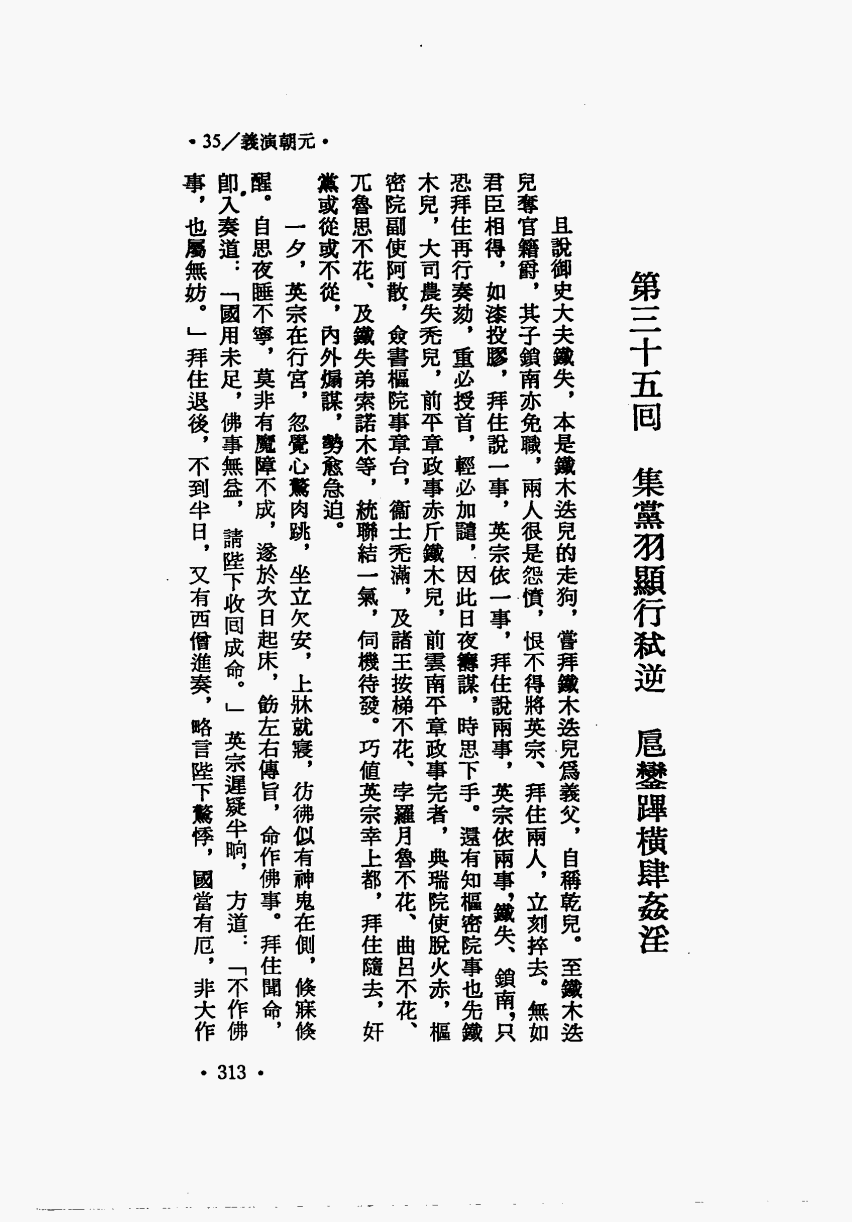 ・元朝演義／35・
第三十五囘　集黨羽顯行弒逆　扈鑾蹕橫肆姦淫
且說御史大夫鐵失，本是鐵木迭兒的走狗，嘗拜鐵木迭兒爲義父，自稱乾兒。至鐵木迭
兒奪官籍爵，其子鎖南亦免職，兩人很是怨憤，恨不得將英宗、拜住兩人，立刻捽去。無如
君臣相得，如漆投膠，拜住說一事，英宗依一事，拜住說兩事，英宗依兩事，鐵失、鎖南，只
恐拜住再行奏劾，重必授首，輕必加譴，因此日夜籌謀，時思下手。還有知樞密院事也先鐵
木兒，大司農失禿兒，前平章政事赤斤鐵木兒，前雲南平章政事完者，典瑞院使脫火赤，樞
密院副使阿散，僉書樞院事章台，衞士禿滿，及諸王按梯不花、孛羅月魯不花、曲呂不花、
兀魯思不花、及鐵失弟索諾木等，統聯結一氣，伺機待發。巧值英宗幸上都，拜住隨去，奸
黨或從或不從，內外煽謀，勢愈急迫。
一夕，英宗在行宮，忽覺心驚肉跳，坐立欠安，上牀就寢，彷彿似有神鬼在側，倏寐倏
醒。自思夜睡不寧，莫非有魔障不成，遂於次日起床，飭左右傳旨，命作佛事。拜住聞命，
卽入奏道：「國用未足，佛事無益，請陛下收囘成命。」英宗遲疑半晌，方道：「不作佛
事，也屬無妨。」拜住退後，不到半日，又有西僧進奏，略言陛下驚悸，國當有厄，非大作
・313・